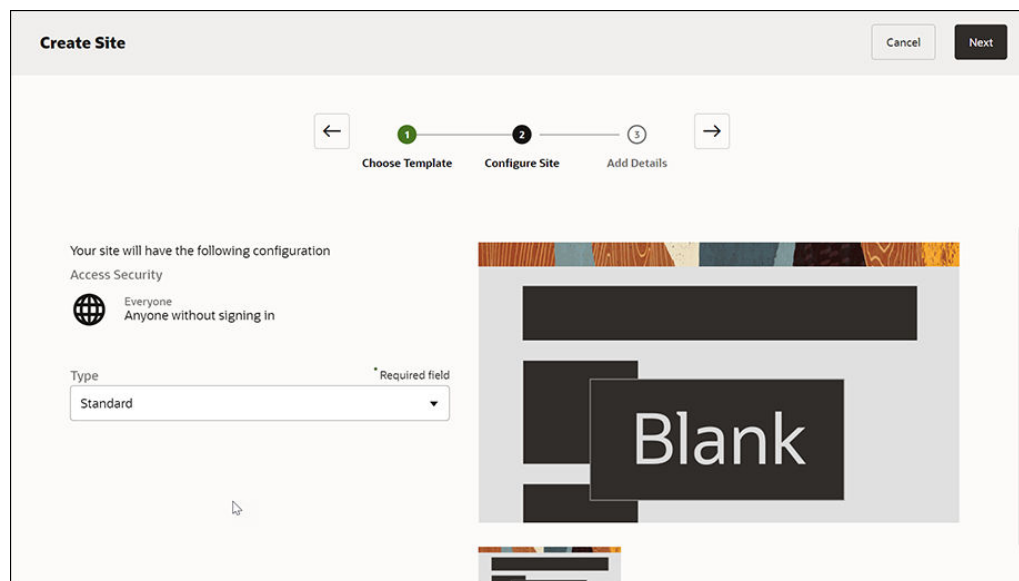 Create Site
Cancel
Next
1
2
3
Choose Template
Configure Site
Add Details
Your site will have the following configuration
Access Security
Everyone
Anyone without signing in
Type
* Required field
Standard
Blank